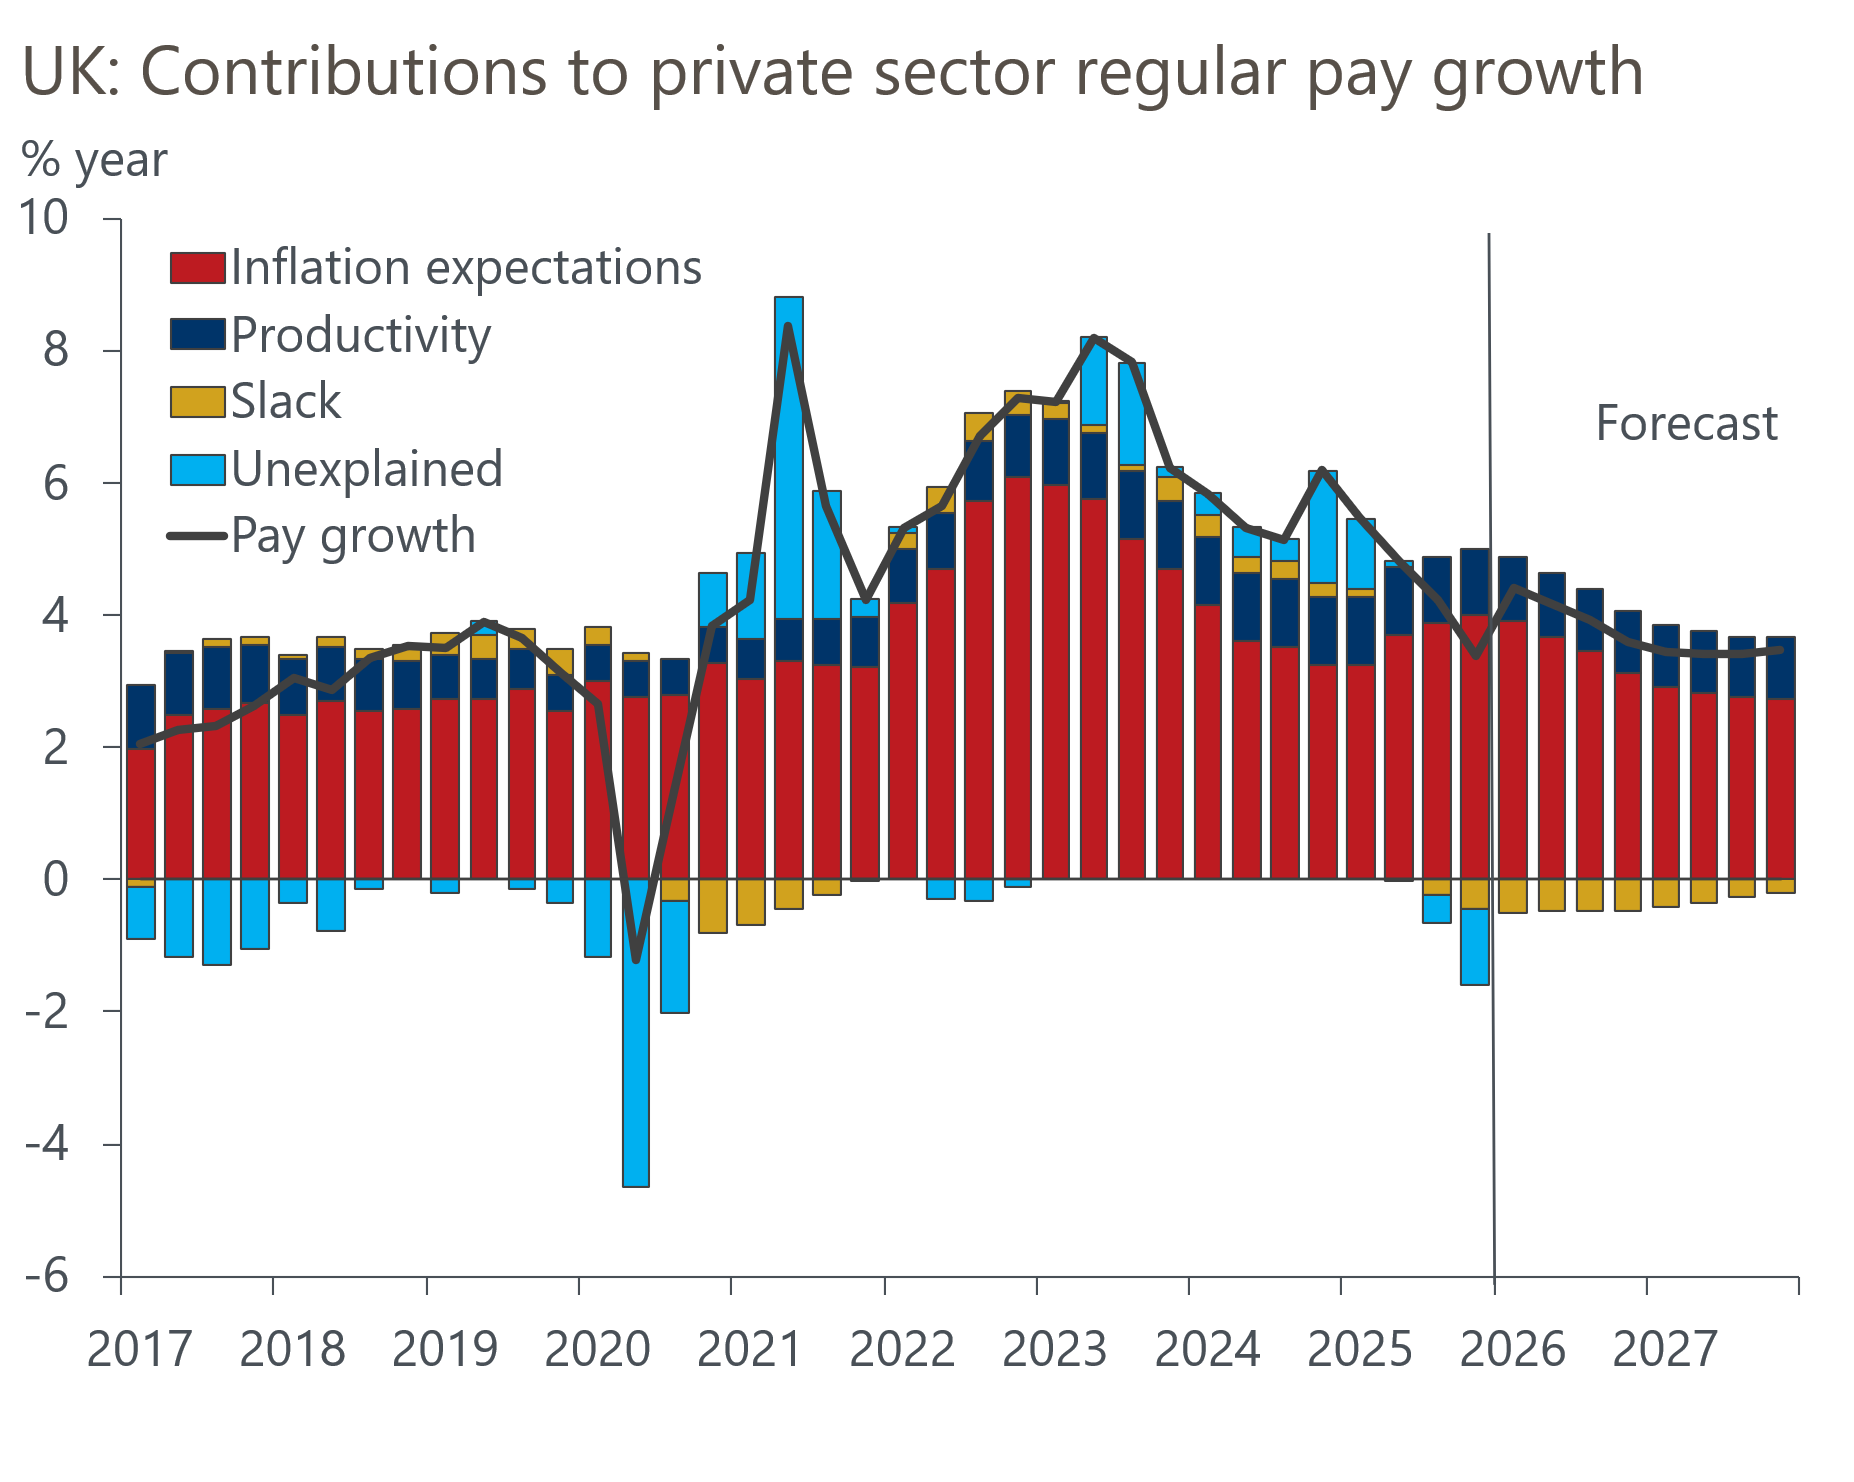 UK: Contributions to private sector regular pay growth
% year
10
Inflation expectations
8
Productivity
Slack
Forecast
6
Unexplained
Pay growth
4
2
0
-2
-4
-6
2017 2018 2019 2020 2021 2022 2023 2024 2025 2026 2027